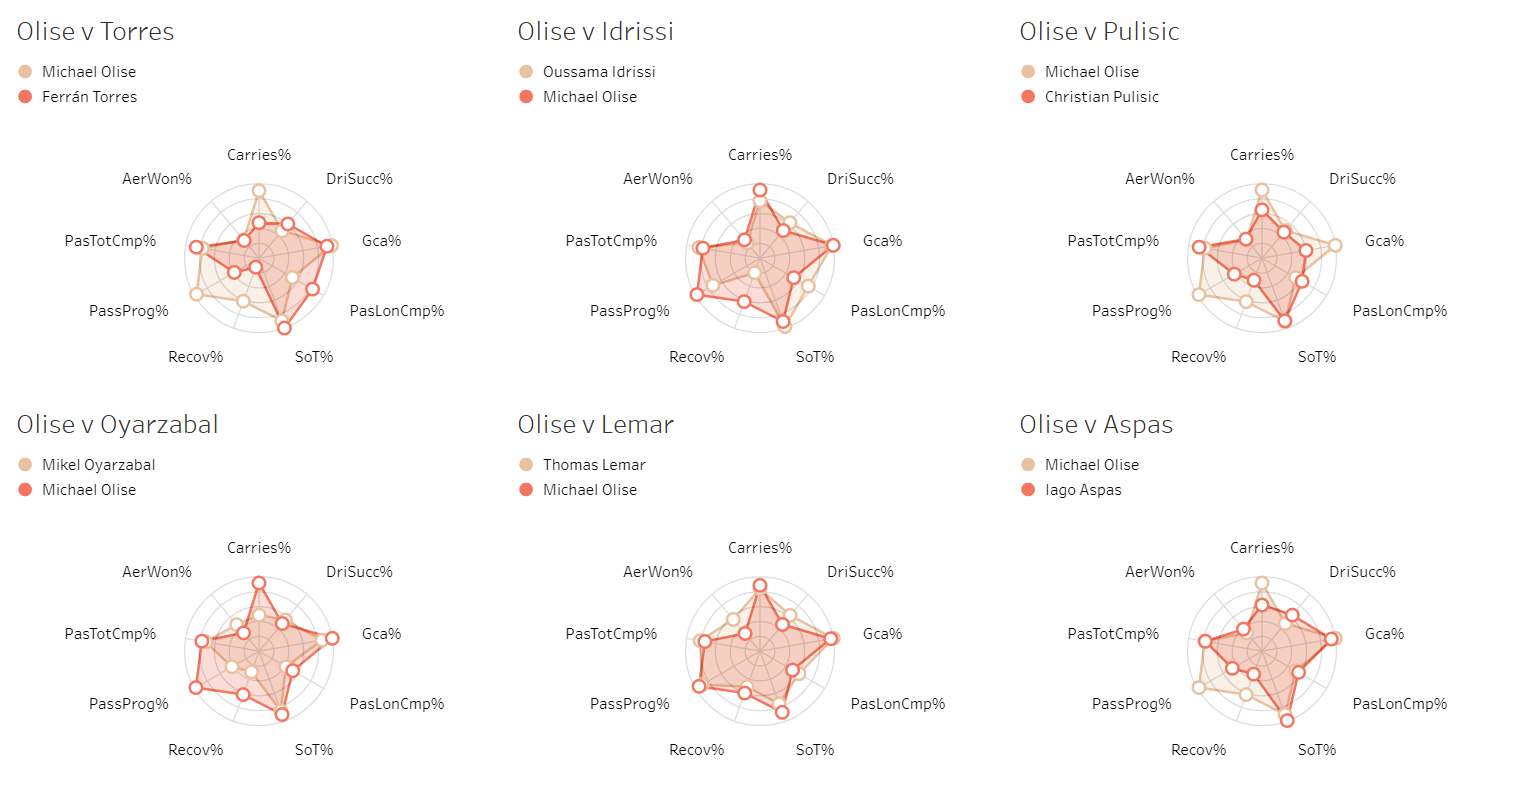 Olise v Torres
Michael Olise
Ferrán Torres
Carries%
AerWon%
DriSucc%
PasTotCmp%
Gca%
PassProg%
PasLonCmp%
Recov%
SoT%
Olise v Idrissi
Oussama Idrissi
Michael Olise
Carries%
AerWon%
DriSucc%
PasTotCmp%
Gca%
PassProg%
PasLonCmp%
Recov%
SoT%
Olise v Pulisic
Michael Olise
Christian Pulisic
Carries%
AerWon%
DriSucc%
PasTotCmp%
Gca%
PassProg%
PasLonCmp%
Recov%
SoT%
Olise v Oyarzabal
Mikel Oyarzabal
Michael Olise
Carries%
AerWon%
DriSucc%
PasTotCmp%
Gca%
PassProg%
PasLonCmp%
Recov%
SoT%
Olise v Lemar
Thomas Lemar
Michael Olise
Carries%
AerWon%
DriSucc%
PasTotCmp%
Gca%
PassProg%
PasLonCmp%
Recov%
SoT%
Olise v Aspas
Michael Olise
Iago Aspas
Carries%
AerWon%
DriSucc%
PasTotCmp%
Gca%
PassProg%
PasLonCmp%
Recov%
SoT%